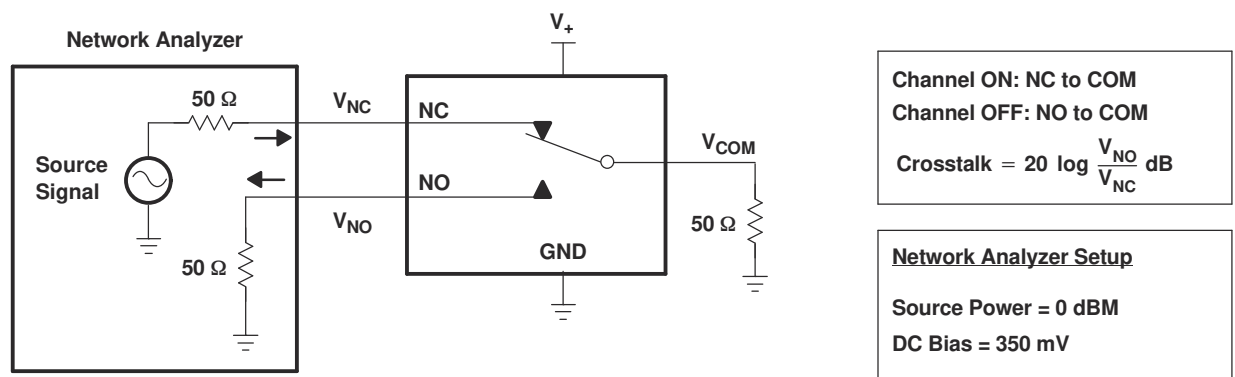 Network Analyzer
V+
50 Ω
VNC
NC
VCOM
Source
Signal
NO
VNO
50 Ω
50 Ω
GND
Channel ON: NC to COM
Channel OFF: NO to COM
Crosstalk = 20 log VNO/VNC dB
Network Analyzer Setup
Source Power = 0 dBM
DC Bias = 350 mV